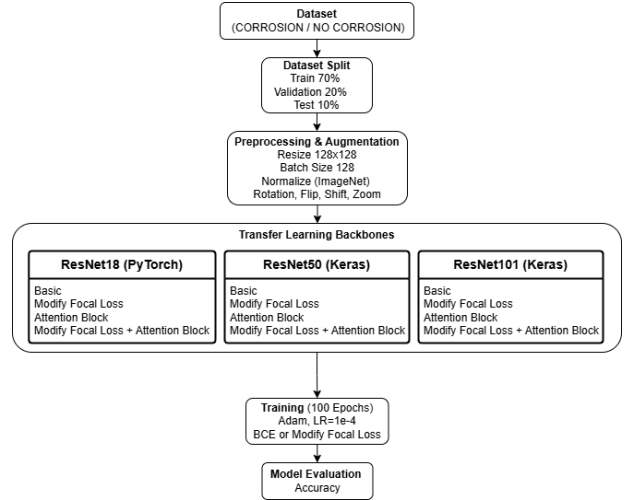 Dataset
(CORROSION / NO CORROSION)
Dataset Split
Train 70%
Validation 20%
Test 10%
Preprocessing & Augmentation
Resize 128x128
Batch Size 128
Normalize (ImageNet)
Rotation, Flip, Shift, Zoom
Transfer Learning Backbones
ResNet18 (PyTorch)
Basic
Modify Focal Loss
Attention Block
Modify Focal Loss + Attention Block
ResNet50 (Keras)
Basic
Modify Focal Loss
Attention Block
Modify Focal Loss + Attention Block
ResNet101 (Keras)
Basic
Modify Focal Loss
Attention Block
Modify Focal Loss + Attention Block
Training (100 Epochs)
Adam, LR=1e-4
BCE or Modify Focal Loss
Model Evaluation
Accuracy